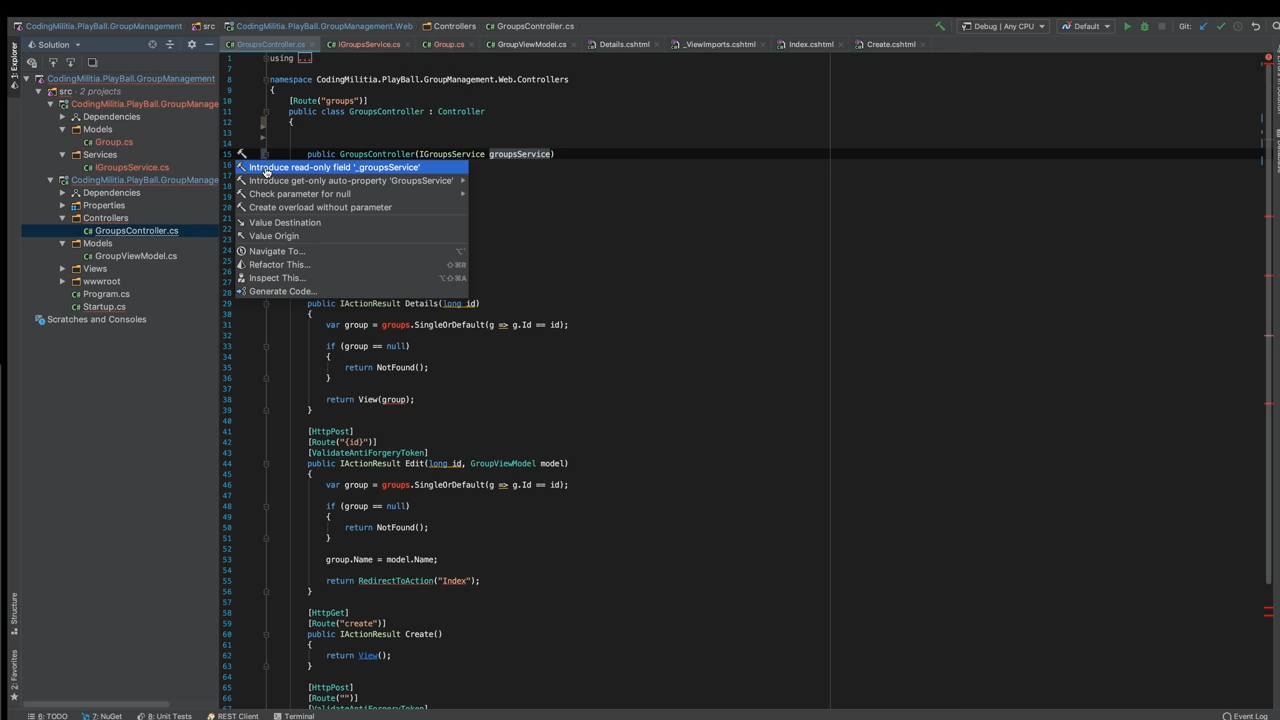 CodingMilitia.PlayBall.GroupManagement
src
CodingMilitia.PlayBall.GroupManagement.Web
Controllers
GroupsController.cs
Debug | Any CPU
Default
Git:
1: Explorer
Solution
GroupsController.cs
IGroupsService.cs
Group.cs
GroupViewModel.cs
Details.cshtml
_ViewImports.cshtml
Index.cshtml
Create.cshtml
CodingMilitia.PlayBall.GroupManagement
src 2 projects
CodingMilitia.PlayBall.GroupManage
Dependencies
Models
Group.cs
Services
IGroupsService.cs
CodingMilitia.PlayBall.GroupManage
Dependencies
Properties
Controllers
GroupsController.cs
Models
GroupViewModel.cs
Views
wwwroot
Program.cs
Startup.cs
Scratches and Consoles
1 using ...
7
8 namespace CodingMilitia.PlayBall.GroupManagement.Web.Controllers
9 {
10 [Route("groups")]
11 public class GroupsController : Controller
12 {
13
14
15 public GroupsController(IGroupsService groupsService)
16
17
18
19
20
21
22
23
24
25
26
27
28
Introduce read-only field '_groupsService'
Introduce get-only auto-property 'GroupsService'
Check parameter for null
Create overload without parameter
Value Destination
Value Origin
Navigate To... ⌥`
Refactor This... ⇧⌘R
Inspect This... ⌥⇧⌘A
Generate Code...
29 public IActionResult Details(long id)
30 {
31 var group = groups.SingleOrDefault(g => g.Id == id);
32
33 if (group == null)
34 {
35 return NotFound();
36 }
37
38 return View(group);
39 }
40
41 [HttpPost]
42 [Route("{id}")]
43 [ValidateAntiForgeryToken]
44 public IActionResult Edit(long id, GroupViewModel model)
45 {
46 var group = groups.SingleOrDefault(g => g.Id == id);
47
48 if (group == null)
49 {
50 return NotFound();
51 }
52
53 group.Name = model.Name;
54
55 return RedirectToAction("Index");
56 }
57
58 [HttpGet]
59 [Route("create")]
60 public IActionResult Create()
61 {
62 return View();
63 }
64
65 [HttpPost]
66 [Route("")]
67 [ValidateAntiForgeryToken]
Structure
2: Favorites
6: TODO
7: NuGet
8: Unit Tests
REST Client
Terminal
Event Log